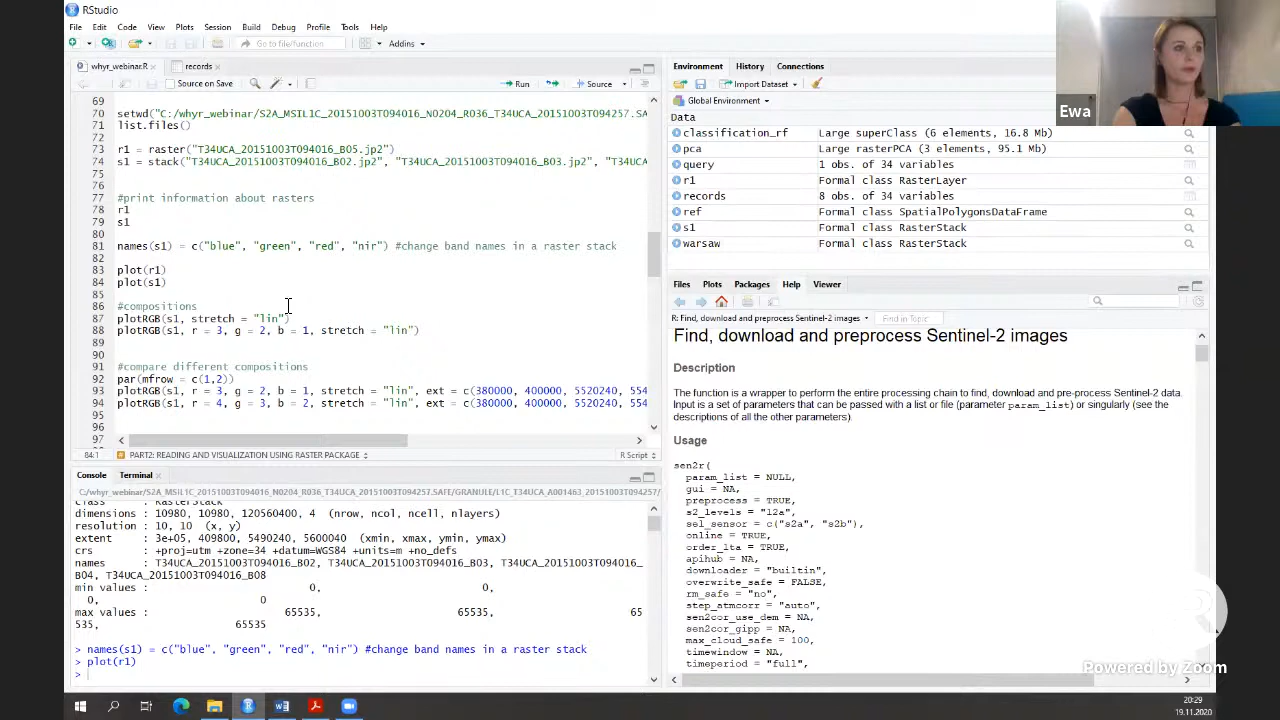 RStudio
File Edit Code View Plots Session Build Debug Profile Tools Help
Go to file/function Addins
Ewa
whyr_webinar.R records
Source on Save Run Source
69
70 setwd("C:/whyr_webinar/S2A_MSIL1C_20151003T094016_N0204_R036_T34UCA_20151003T094257.SA
71 list.files()
72
73 r1 = raster("T34UCA_20151003T094016_B05.jp2")
74 s1 = stack("T34UCA_20151003T094016_B02.jp2", "T34UCA_20151003T094016_B03.jp2", "T34UCA
75
76
77 #print information about rasters
78 r1
79 s1
80
81 names(s1) = c("blue", "green", "red", "nir") #change band names in a raster stack
82
83 plot(r1)
84 plot(s1)
85
86 #compositions
87 plotRGB(s1, stretch = "lin")
88 plotRGB(s1, r = 3, g = 2, b = 1, stretch = "lin")
89
90
91 #compare different compositions
92 par(mfrow = c(1,2))
93 plotRGB(s1, r = 3, g = 2, b = 1, stretch = "lin", ext = c(380000, 400000, 5520240, 554
94 plotRGB(s1, r = 4, g = 3, b = 2, stretch = "lin", ext = c(380000, 400000, 5520240, 554
95
96
97
84:1 PART2: READING AND VISUALIZATION USING RASTER PACKAGE R Script
Console Terminal
C:/whyr_webinar/S2A_MSIL1C_20151003T094016_N0204_R036_T34UCA_20151003T094257.SAFE/GRANULE/L1C_T34UCA_A001463_20151003T094257/
class : RasterStack
dimensions : 10980, 10980, 120560400, 4 (nrow, ncol, ncell, nlayers)
resolution : 10, 10 (x, y)
extent : 3e+05, 409800, 5490240, 5600040 (xmin, xmax, ymin, ymax)
crs : +proj=utm +zone=34 +datum=WGS84 +units=m +no_defs
names : T34UCA_20151003T094016_B02, T34UCA_20151003T094016_B03, T34UCA_20151003T094016_
B04, T34UCA_20151003T094016_B08
min values : 0, 0,
0, 0
max values : 65535, 65535, 65
535, 65535
> names(s1) = c("blue", "green", "red", "nir") #change band names in a raster stack
> plot(r1)
>
Environment History Connections
Import Dataset
Global Environment
Data
classification_rf Large superClass (6 elements, 16.8 Mb)
pca Large rasterPCA (3 elements, 95.1 Mb)
query 1 obs. of 34 variables
r1 Formal class RasterLayer
records 8 obs. of 34 variables
ref Formal class SpatialPolygonsDataFrame
s1 Formal class RasterStack
warsaw Formal class RasterStack
Files Plots Packages Help Viewer
R: Find, download and preprocess Sentinel-2 images Find in Topic
Find, download and preprocess Sentinel-2 images
Description
The function is a wrapper to perform the entire processing chain to find, download and pre-process Sentinel-2 data.
Input is a set of parameters that can be passed with a list or file (parameter param_list) or singularly (see the
descriptions of all the other parameters).
Usage
sen2r(
param_list = NULL,
gui = NA,
preprocess = TRUE,
s2_levels = "l2a",
sel_sensor = c("s2a", "s2b"),
online = TRUE,
order_lta = TRUE,
apihub = NA,
downloader = "builtin",
overwrite_safe = FALSE,
rm_safe = "no",
step_atmcorr = "auto",
sen2cor_use_dem = NA,
sen2cor_gipp = NA,
max_cloud_safe = 100,
timewindow = NA,
timeperiod = "full",
Powered by Zoom
20:29
19.11.2020